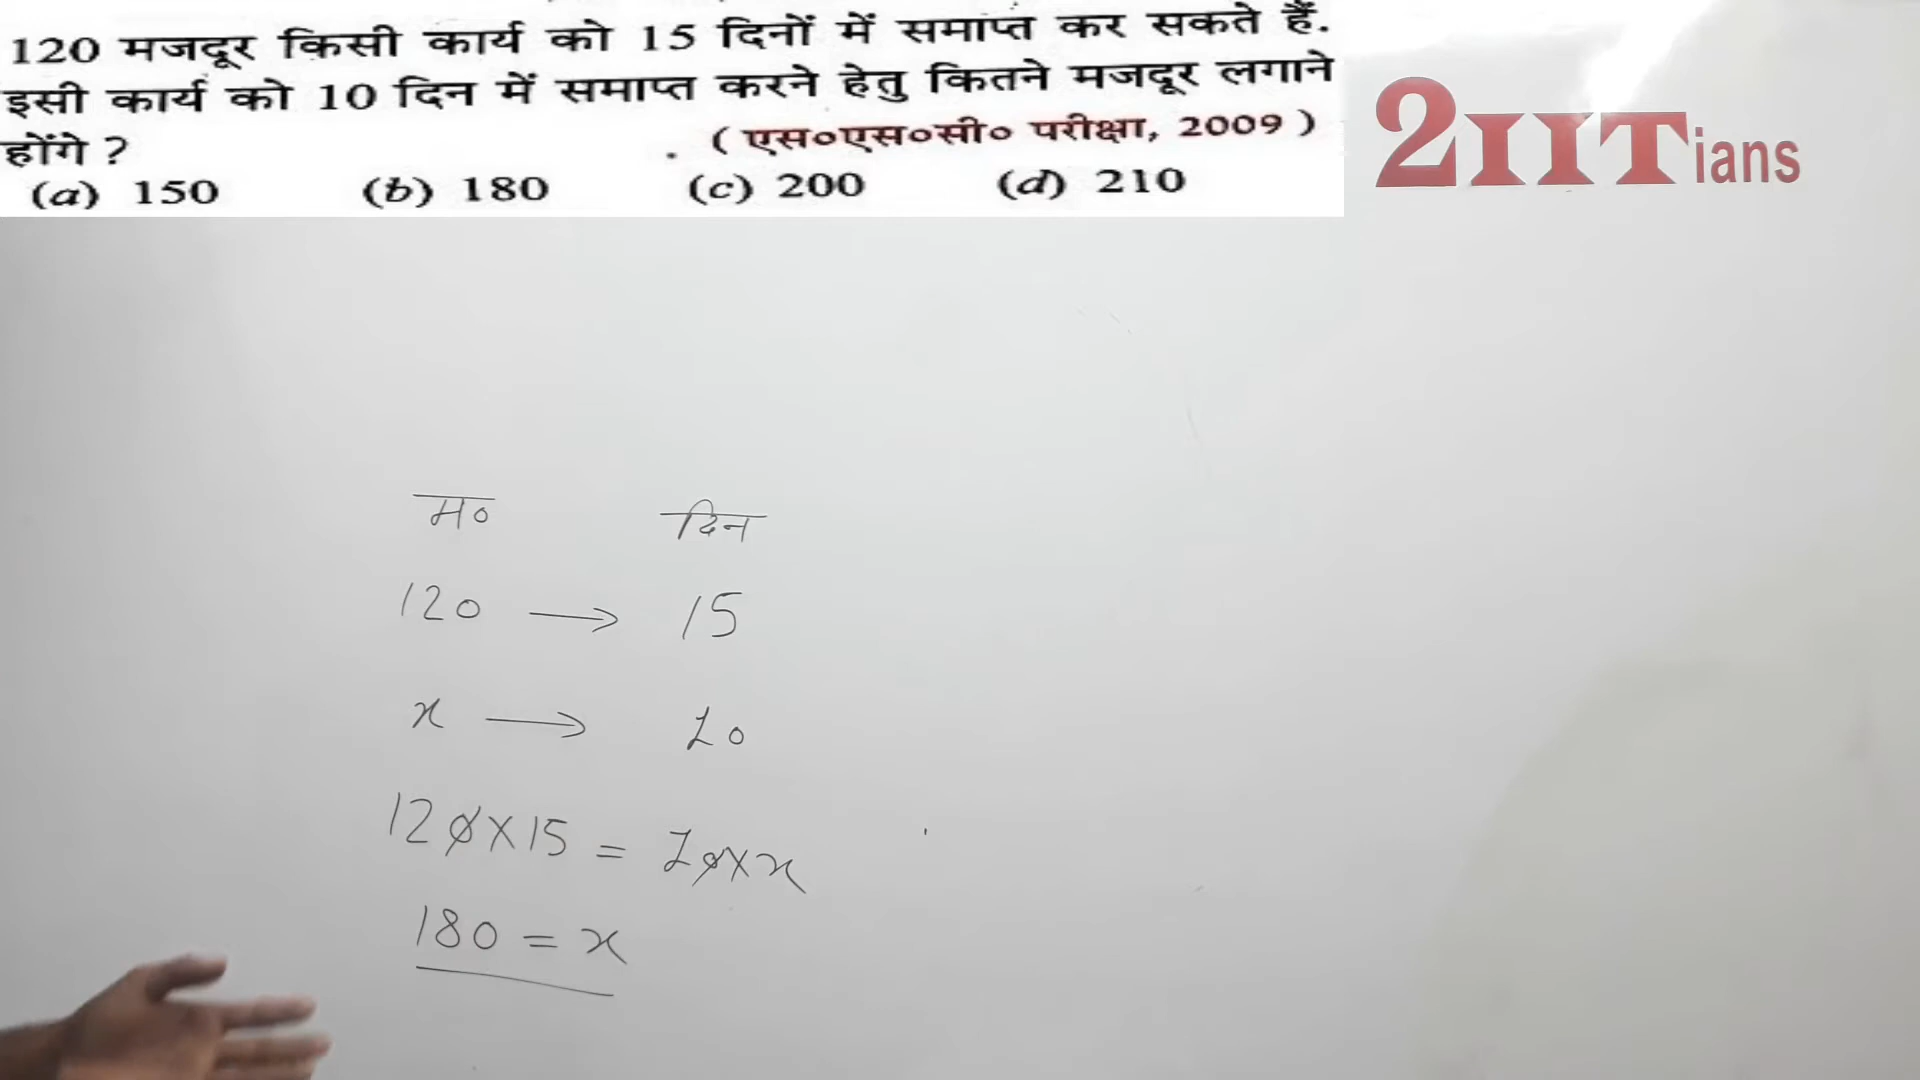 120 मजदूर किसी कार्य को 15 दिनों में समाप्त कर सकते हैं.
इसी कार्य को 10 दिन में समाप्त करने हेतु कितने मजदूर लगाने
होंगे ?
( एस०एस०सी० परीक्षा, 2009 )
(a) 150 (b) 180 (c) 200 (d) 210
2IITians
म० दिन
120 → 15
x → 10
120 × 15 = 10 × x
180 = x